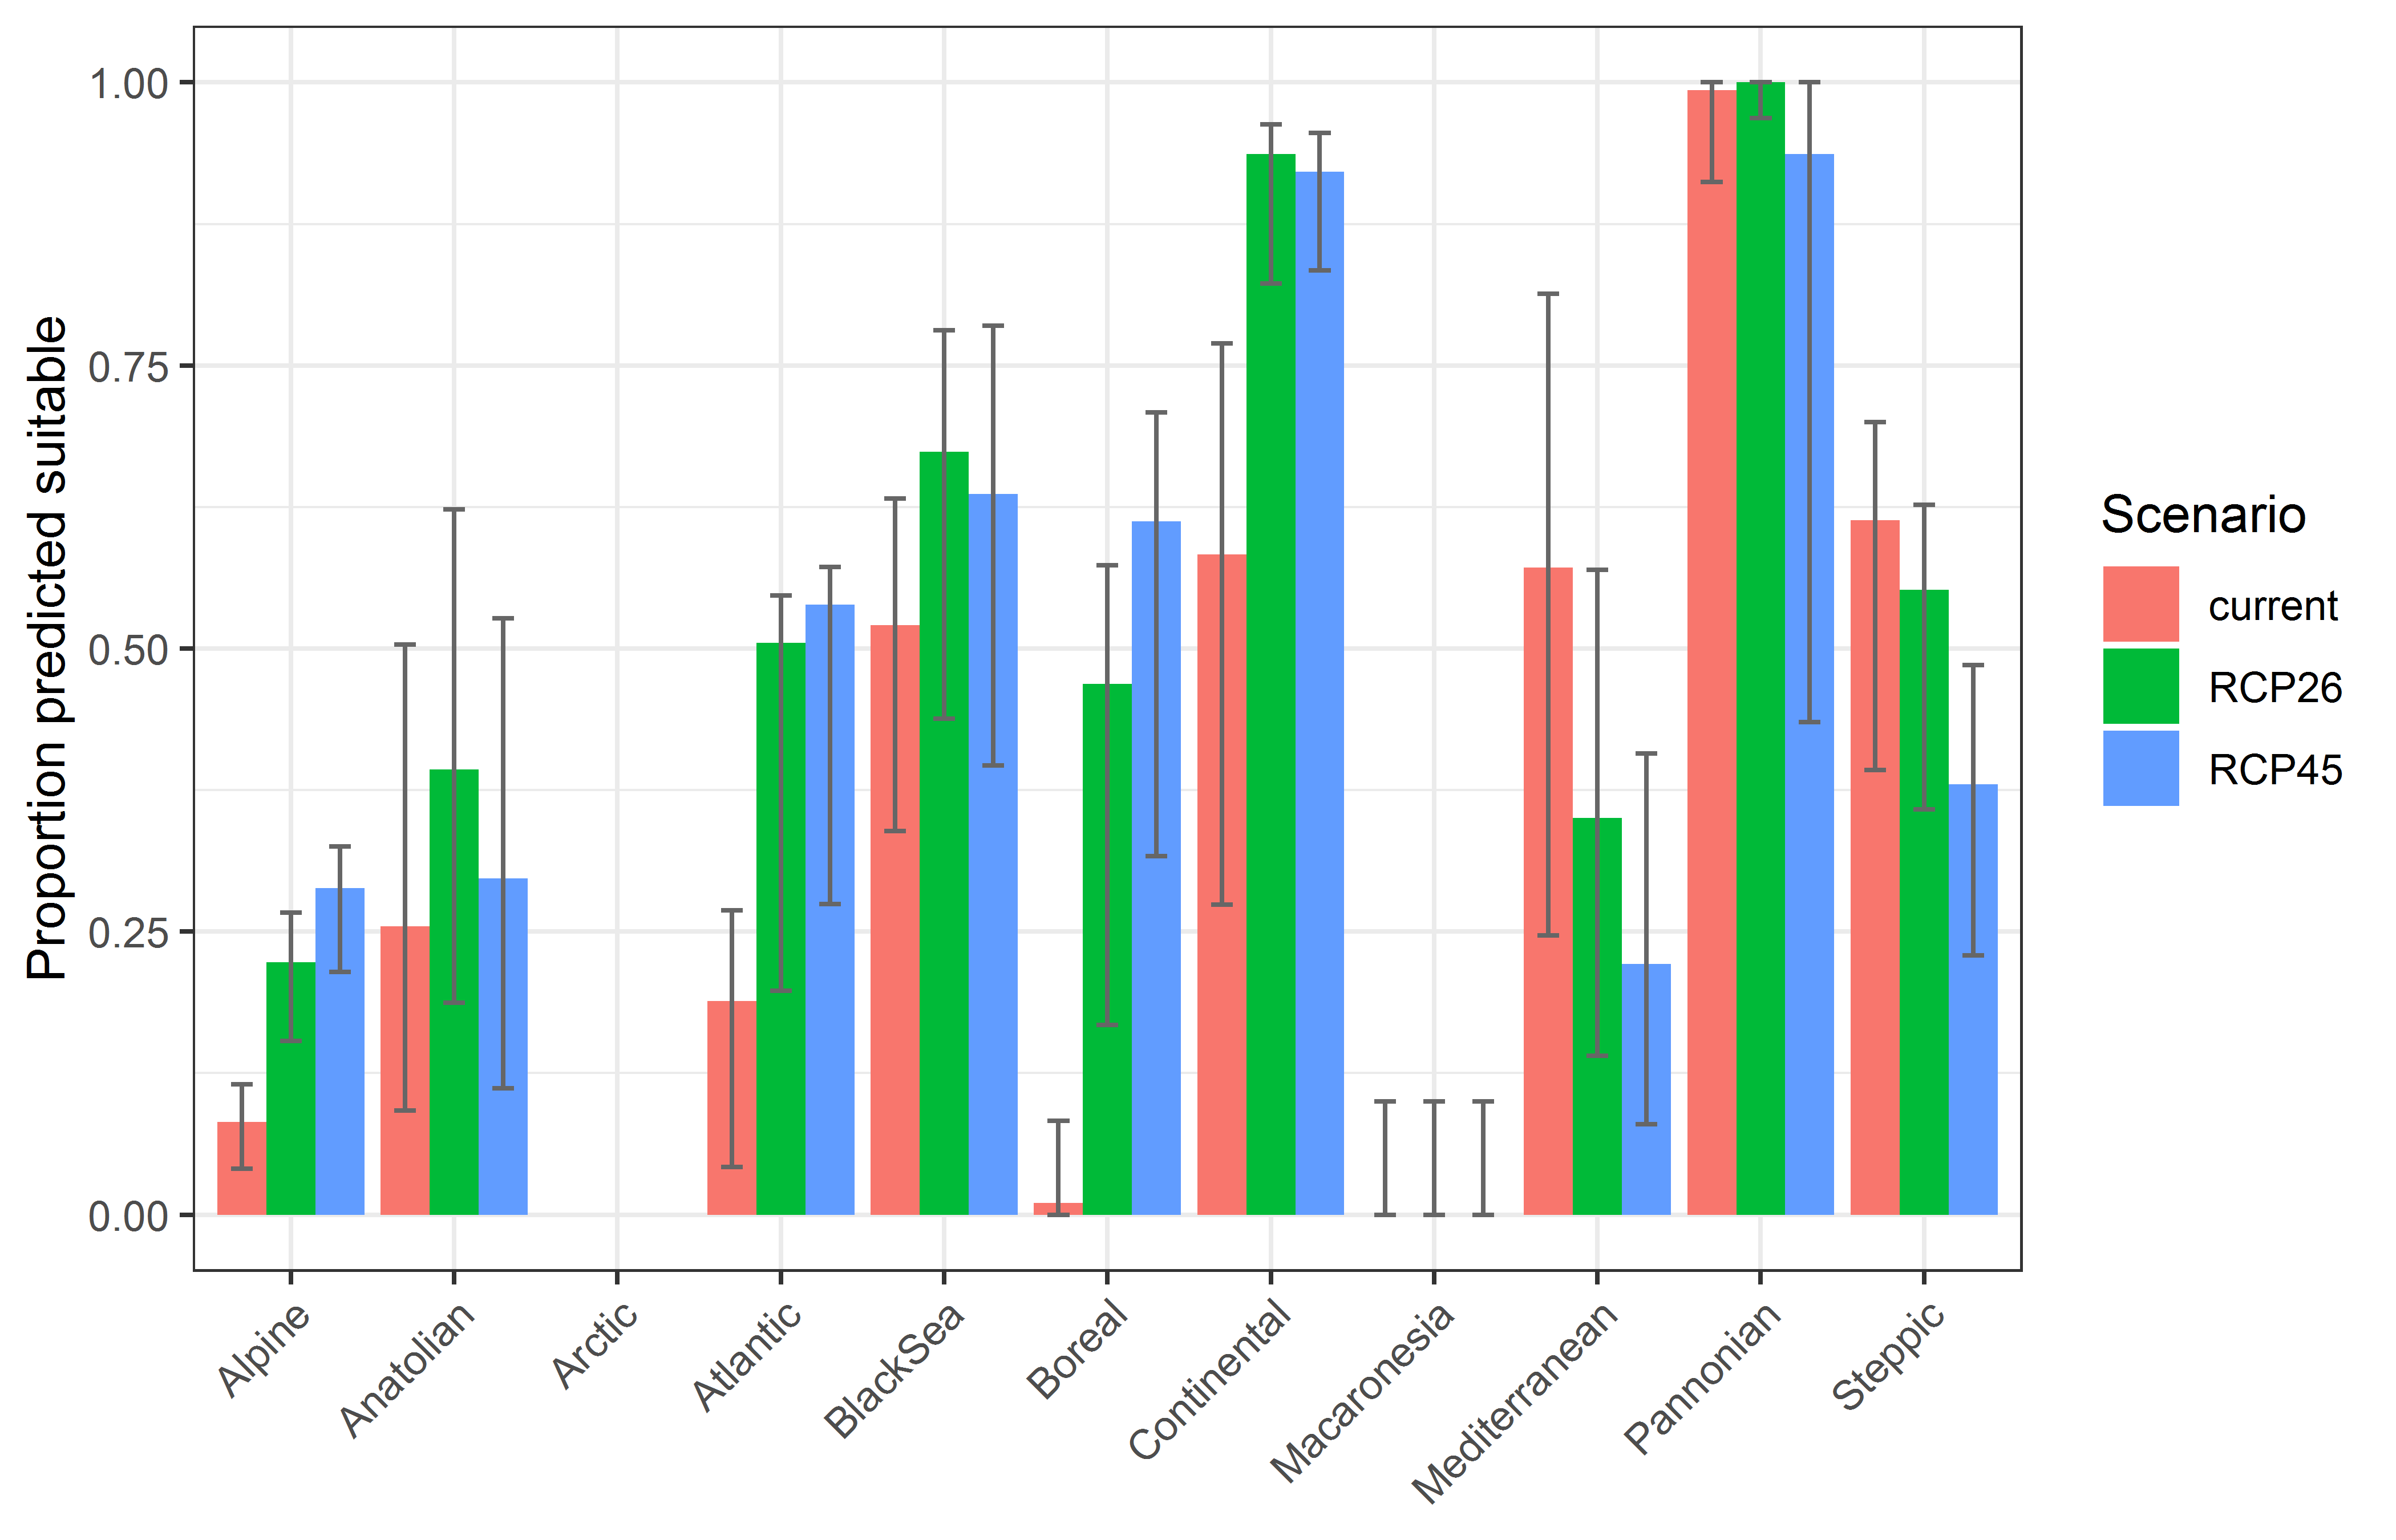 Proportion predicted suitable
1.00
0.75
0.50
0.25
0.00
Alpine
Anatolian
Arctic
Atlantic
BlackSea
Boreal
Continental
Macaronesia
Mediterranean
Pannonian
Steppic
Scenario
current
RCP26
RCP45